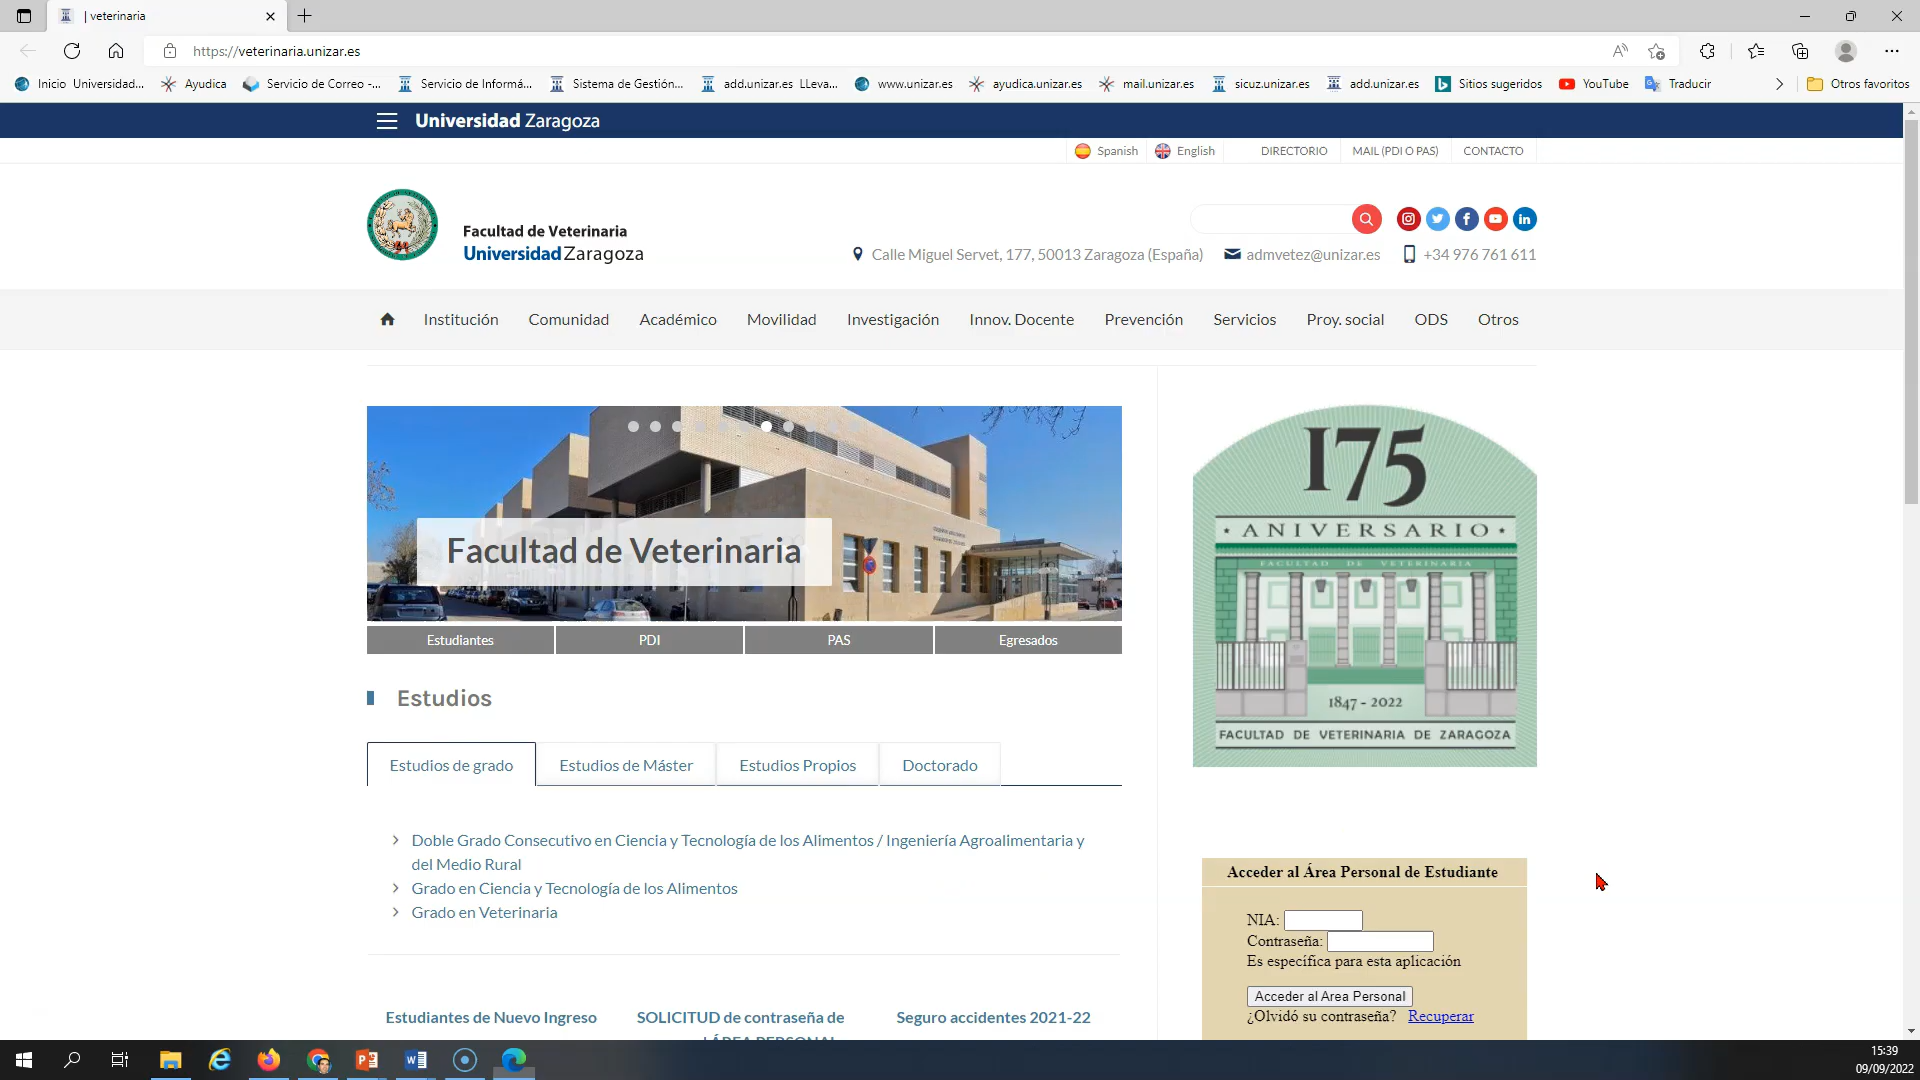 | veterinaria
https://veterinaria.unizar.es
Inicio Universidad... Ayudica Servicio de Correo -... Servicio de Informá... Sistema de Gestión... add.unizar.es LLeva... www.unizar.es ayudica.unizar.es mail.unizar.es sicuz.unizar.es add.unizar.es Sitios sugeridos YouTube Traducir Otros favoritos
Universidad Zaragoza
Spanish English DIRECTORIO MAIL (PDI O PAS) CONTACTO
Facultad de Veterinaria
Universidad Zaragoza
Calle Miguel Servet, 177, 50013 Zaragoza (España) admvetez@unizar.es +34 976 761 611
Institución Comunidad Académico Movilidad Investigación Innov. Docente Prevención Servicios Proy. social ODS Otros
Facultad de Veterinaria
Estudiantes PDI PAS Egresados
175
• ANIVERSARIO •
FACULTAD DE VETERINARIA
1847 - 2022
FACULTAD DE VETERINARIA DE ZARAGOZA
Estudios
Estudios de grado Estudios de Máster Estudios Propios Doctorado
Doble Grado Consecutivo en Ciencia y Tecnología de los Alimentos / Ingeniería Agroalimentaria y
del Medio Rural
Grado en Ciencia y Tecnología de los Alimentos
Grado en Veterinaria
Acceder al Área Personal de Estudiante
NIA:
Contraseña:
Es específica para esta aplicación
Acceder al Area Personal
¿Olvidó su contraseña? Recuperar
Estudiantes de Nuevo Ingreso SOLICITUD de contraseña de Seguro accidentes 2021-22
ÁREA PERSONAL
15:39
09/09/2022